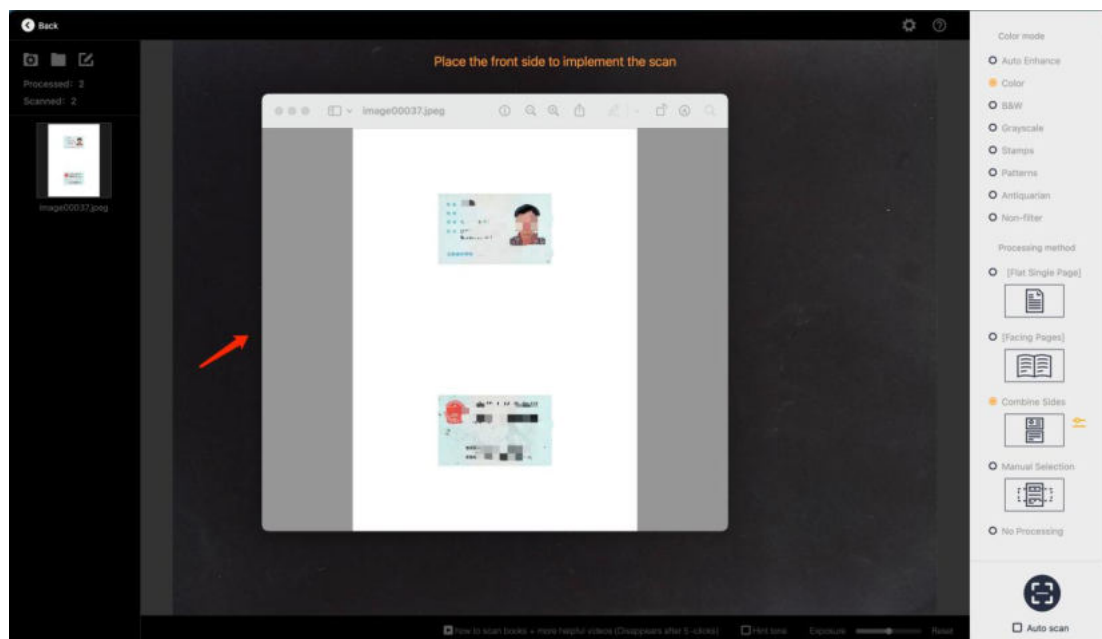 Back
Place the front side to implement the scan
Processed: 2
Scanned: 2
image00037.jpeg
image00037.jpeg
Color mode
Auto Enhance
Color
B&W
Grayscale
Stamps
Patterns
Antiquarian
Non-filter
Processing method
[Flat Single Page]
[Facing Pages]
Combine Sides
Manual Selection
No Processing
Auto scan
how to scan books + more helpful videos (Disappears after 5-clicks)
Hint tone
Exposure
Reset